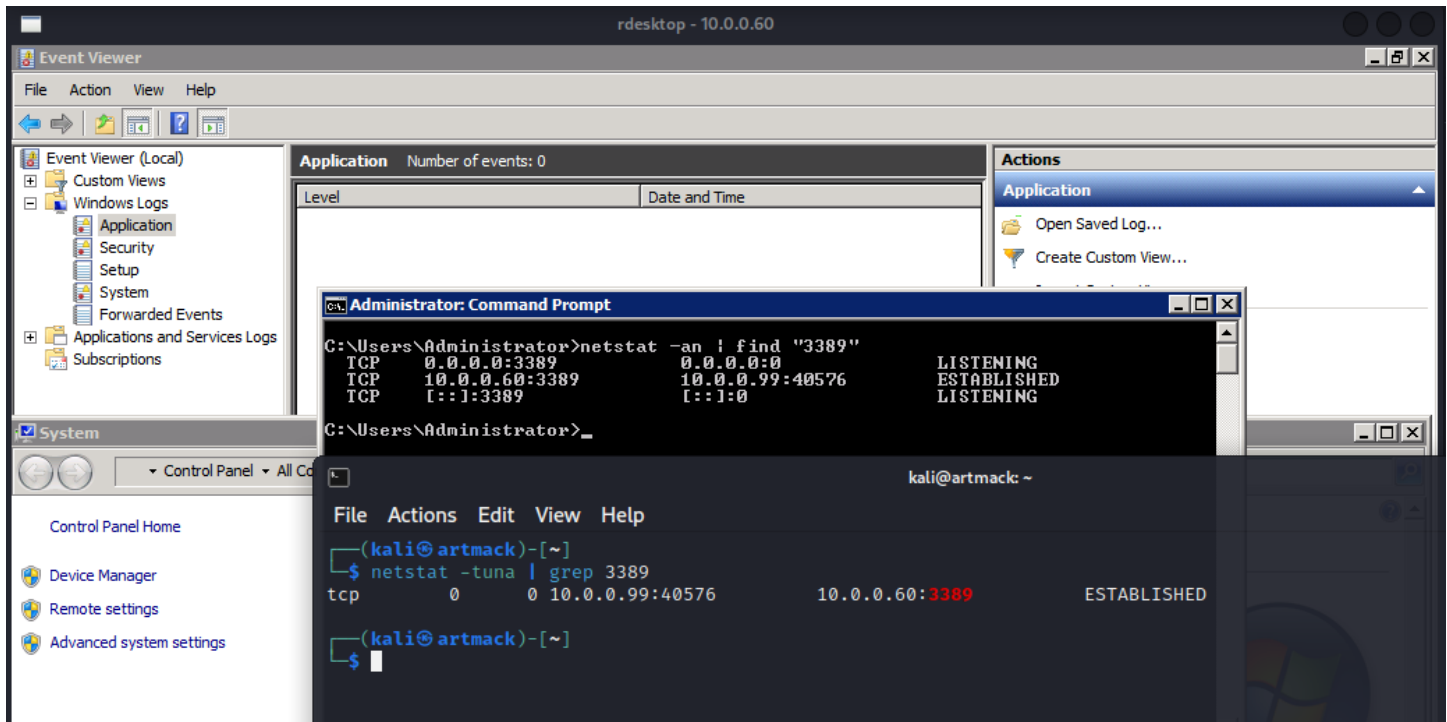 rdesktop - 10.0.0.60
Event Viewer
File Action View Help
Event Viewer (Local)
Custom Views
Windows Logs
Application
Security
Setup
System
Forwarded Events
Applications and Services Logs
Subscriptions
Application Number of events: 0
Level Date and Time
Actions
Application
Open Saved Log...
Create Custom View...
Administrator: Command Prompt
C:\Users\Administrator>netstat -an | find "3389"
TCP 0.0.0.0:3389 0.0.0.0:0 LISTENING
TCP 10.0.0.60:3389 10.0.0.99:40576 ESTABLISHED
TCP [::]:3389 [::]:0 LISTENING
C:\Users\Administrator>_
System
Control Panel All Co
Control Panel Home
Device Manager
Remote settings
Advanced system settings
kali@artmack: ~
File Actions Edit View Help
┌──(kali㉿artmack)-[~]
└─$ netstat -tuna | grep 3389
tcp 0 0 10.0.0.99:40576 10.0.0.60:3389 ESTABLISHED
┌──(kali㉿artmack)-[~]
└─$